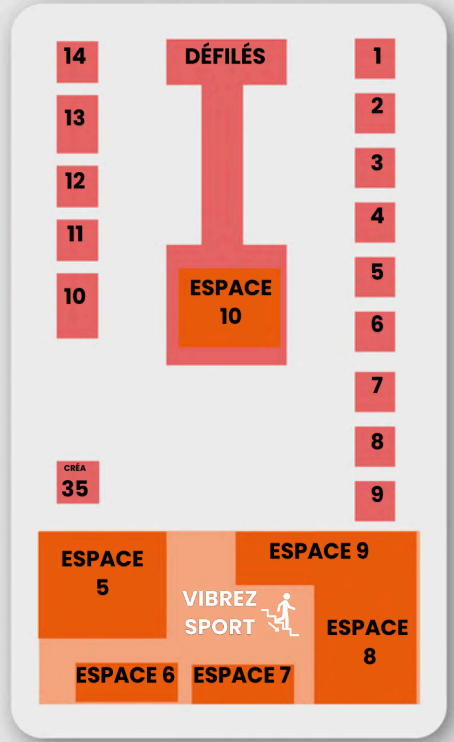 DÉFILÉS
14
13
12
11
10
CRÉA
35
ESPACE
10
1
2
3
4
5
6
7
8
9
ESPACE
5
ESPACE 9
VIBREZ
SPORT
ESPACE
8
ESPACE 6
ESPACE 7